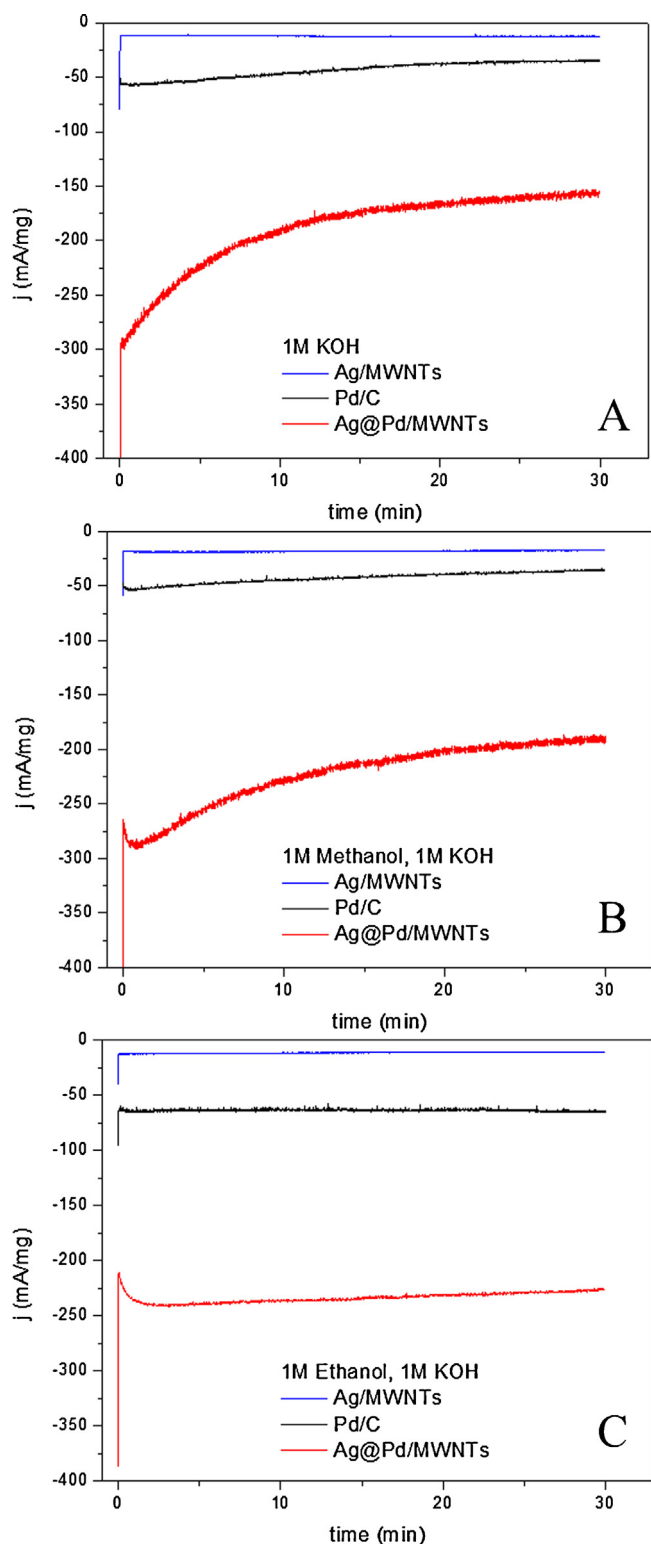 0
-50
-100
-150
-200
-250
-300
-350
-400
j (mA/mg)
1M KOH
Ag/MWNTs
Pd/C
Ag@Pd/MWNTs
A
0
10
20
30
time (min)
0
-50
-100
-150
-200
-250
-300
-350
-400
j (mA/mg)
1M Methanol, 1M KOH
Ag/MWNTs
Pd/C
Ag@Pd/MWNTs
B
0
10
20
30
time (min)
0
-50
-100
-150
-200
-250
-300
-350
-400
j (mA/mg)
1M Ethanol, 1M KOH
Ag/MWNTs
Pd/C
Ag@Pd/MWNTs
C
0
10
20
30
time (min)